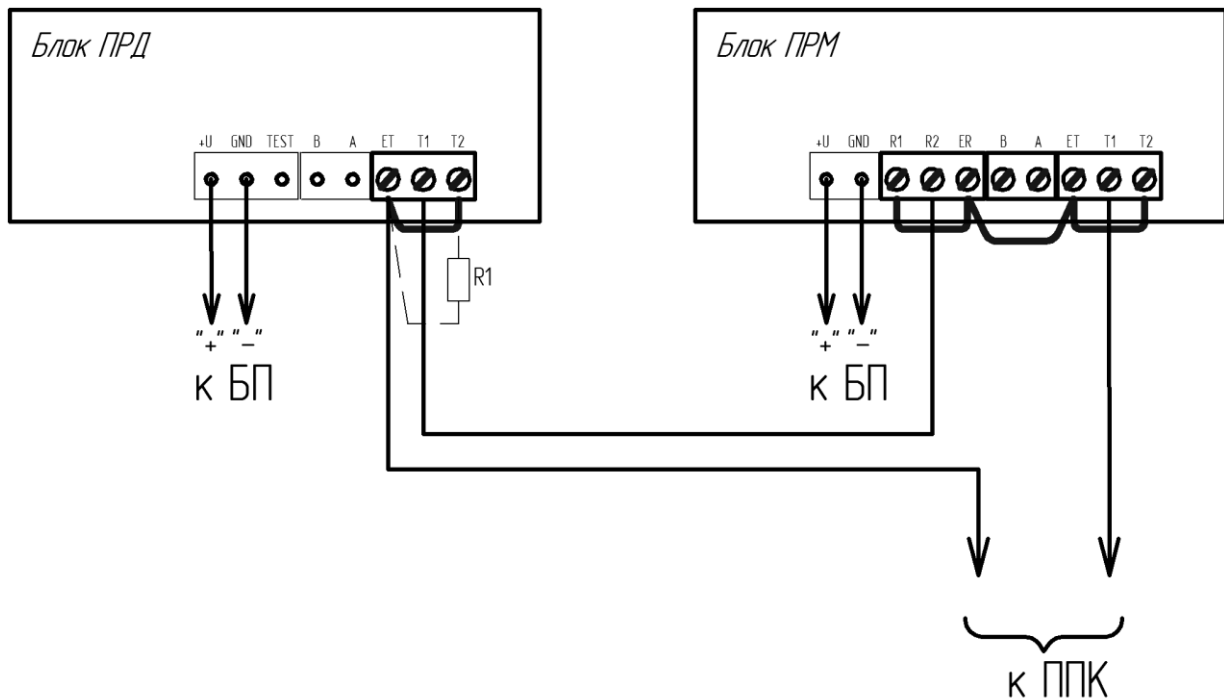 Блок ПРД
Блок ПРМ
+U GND TEST B A ET T1 T2
+U GND R1 R2 ER B A ET T1 T2
R1
"+" "−"
к БП
"+" "−"
к БП
к ППК